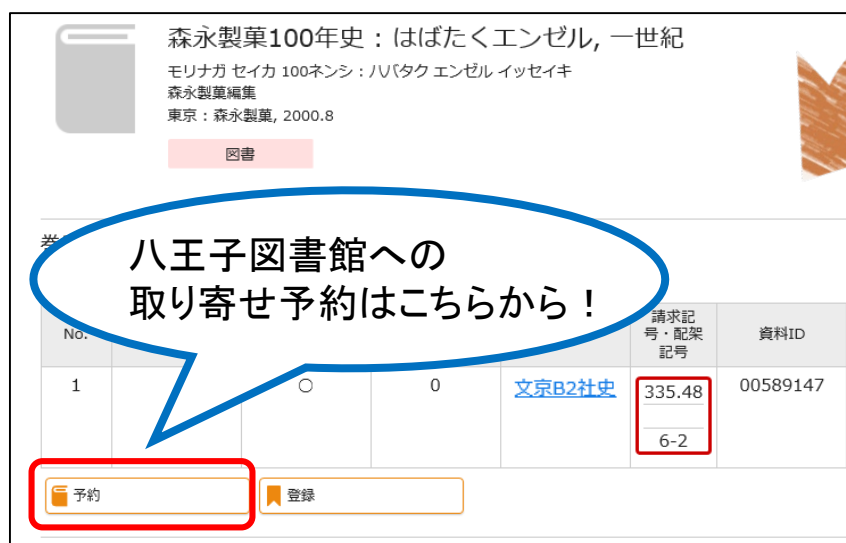 森永製菓100年史：はばたくエンゼル, 一世紀
モリナガ セイカ 100ネンシ：ハバタク エンゼル イッセイキ
森永製菓編集
東京：森永製菓, 2000.8
図書
八王子図書館への
取り寄せ予約はこちらから！
No.
請求記
号・配架
記号
資料ID
1
○
0
文京B2社史
335.48
6-2
00589147
予約
登録